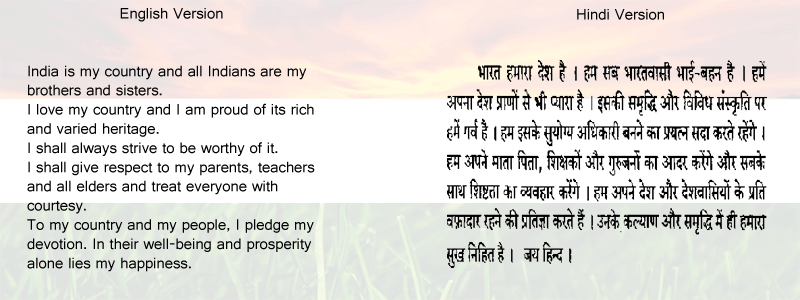 English Version
India is my country and all Indians are my
brothers and sisters.
I love my country and I am proud of its rich
and varied heritage.
I shall always strive to be worthy of it.
I shall give respect to my parents, teachers
and all elders and treat everyone with
courtesy.
To my country and my people, I pledge my
devotion. In their well-being and prosperity
alone lies my happiness.
Hindi Version
भारत हमारा देश है । हम सब भारतवासी भाई-बहन है । हमें
अपना देश प्राणों से भी प्यारा है । इसकी समृद्धि और विविध संस्कृति पर
हमें गर्व है । हम इसके सुयोग्य अधिकारी बनने का प्रयत्न सदा करते रहेंगे ।
हम अपने माता पिता, शिक्षकों और गुरुजनों का आदर करेंगे और सबके
साथ शिष्टता का व्यवहार करेंगे । हम अपने देश और देशवासियों के प्रति
वफ़ादार रहने की प्रतिज्ञा करते हैं । उनके कल्याण और समृद्धि में ही हमारा
सुख निहित है । जय हिन्द ।